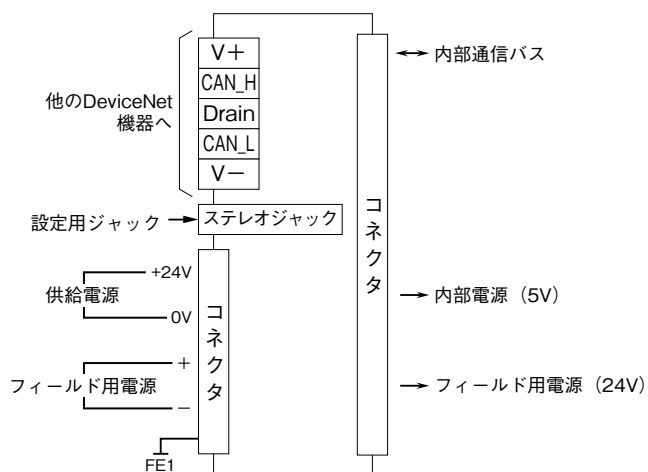 V+
CAN_H
Drain
CAN_L
V−
他のDeviceNet
機器へ
設定用ジャック
ステレオジャック
供給電源
+24V
0V
フィールド用電源
+
−
FE1
コネクタ
コネクタ
内部通信バス
内部電源（5V）
フィールド用電源（24V）